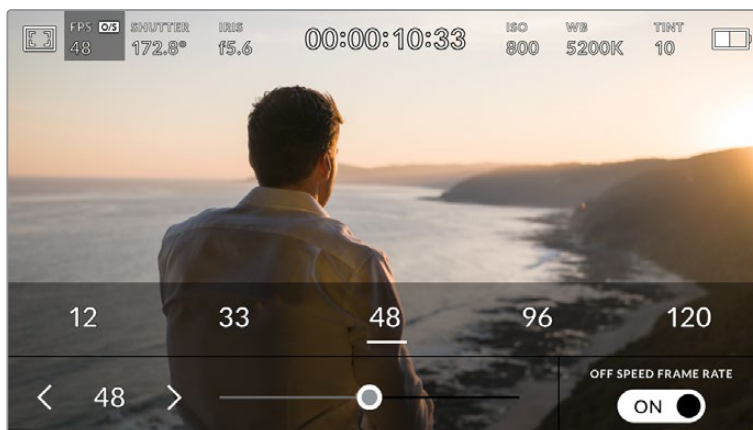 FPS O/S SHUTTER IRIS 00:00:10:33 ISO WB TINT
48 172.8° f5.6 800 5200K 10
12 33 48 96 120
OFF SPEED FRAME RATE
48 ON